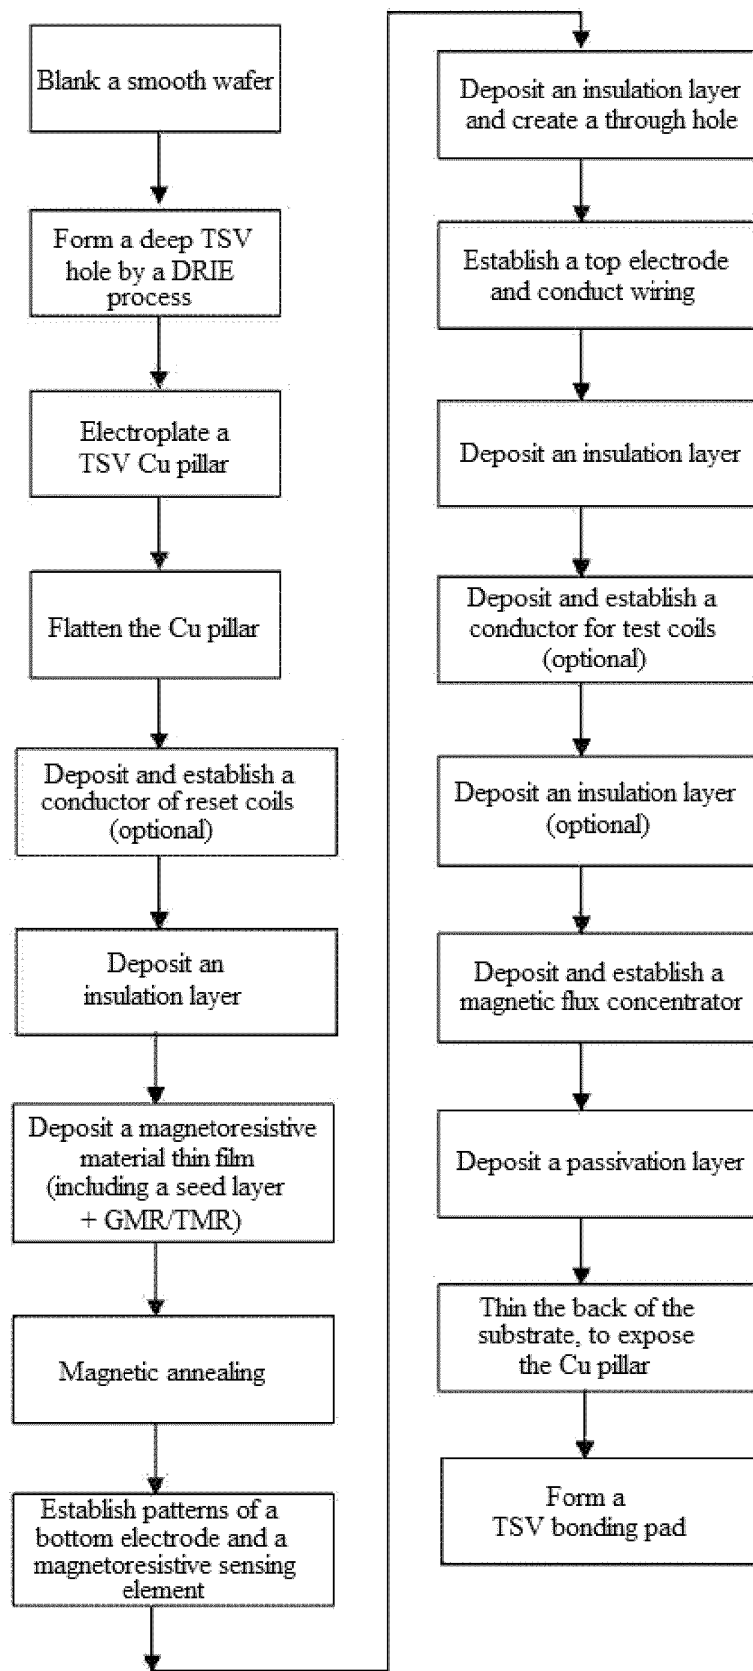 Blank a smooth wafer
Form a deep TSV
hole by a DRIE
process
Electroplate a
TSV Cu pillar
Flatten the Cu pillar
Deposit and establish a
conductor of reset coils
(optional)
Deposit an
insulation layer
Deposit a magnetoresistive
material thin film
(including a seed layer
+ GMR/TMR)
Magnetic annealing
Establish patterns of a
bottom electrode and a
magnetoresistive sensing
element
Deposit an insulation layer
and create a through hole
Establish a top electrode
and conduct wiring
Deposit an insulation layer
Deposit and establish a
conductor for test coils
(optional)
Deposit an insulation layer
(optional)
Deposit and establish a
magnetic flux concentrator
Deposit a passivation layer
Thin the back of the
substrate, to expose
the Cu pillar
Form a
TSV bonding pad